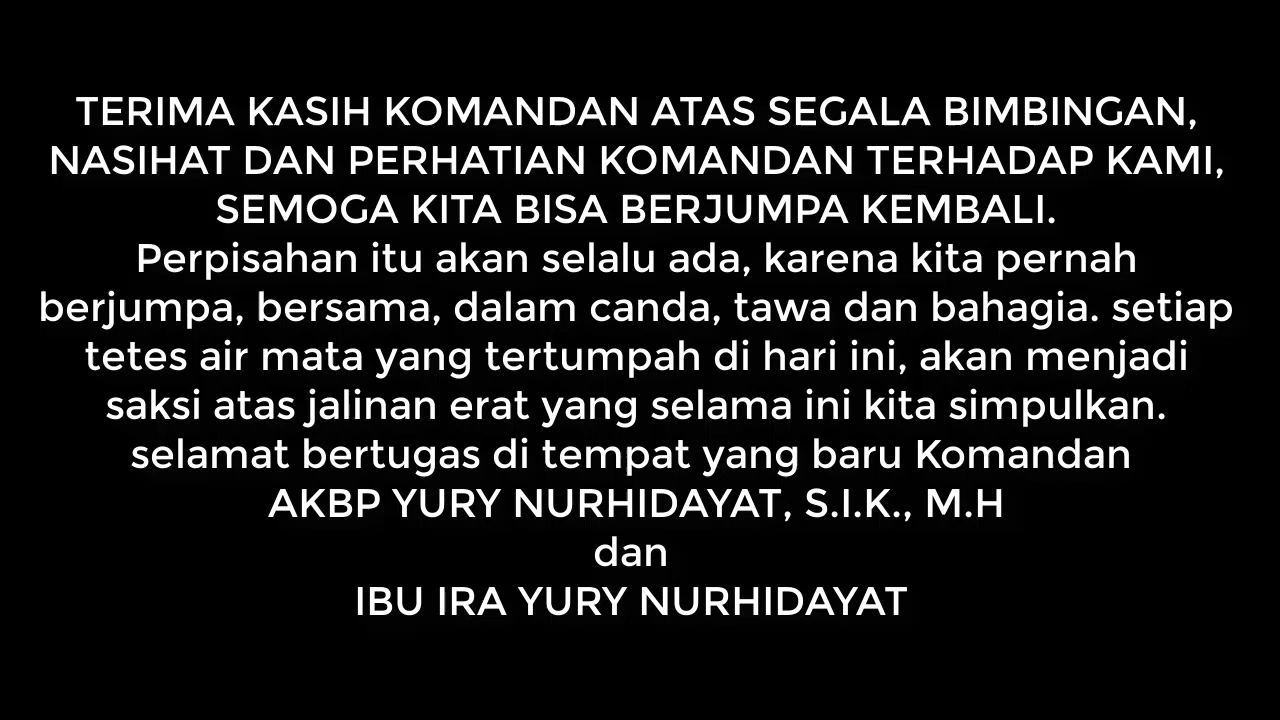 TERIMA KASIH KOMANDAN ATAS SEGALA BIMBINGAN,
NASIHAT DAN PERHATIAN KOMANDAN TERHADAP KAMI,
SEMOGA KITA BISA BERJUMPA KEMBALI.
Perpisahan itu akan selalu ada, karena kita pernah
berjumpa, bersama, dalam canda, tawa dan bahagia. setiap
tetes air mata yang tertumpah di hari ini, akan menjadi
saksi atas jalinan erat yang selama ini kita simpulkan.
selamat bertugas di tempat yang baru Komandan
AKBP YURY NURHIDAYAT, S.I.K., M.H
dan
IBU IRA YURY NURHIDAYAT